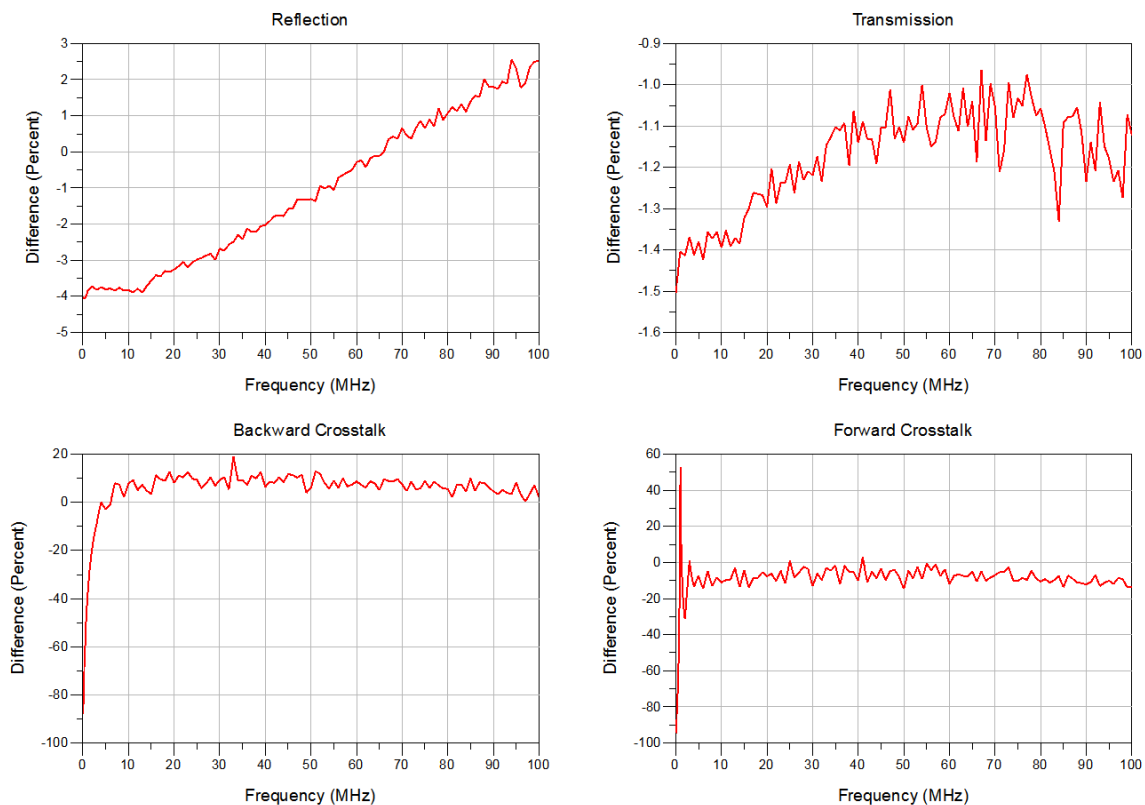 Reflection
Difference (Percent)
3
2
1
0
-1
-2
-3
-4
-5
0 10 20 30 40 50 60 70 80 90 100
Frequency (MHz)
Transmission
Difference (Percent)
-0.9
-1.0
-1.1
-1.2
-1.3
-1.4
-1.5
-1.6
0 10 20 30 40 50 60 70 80 90 100
Frequency (MHz)
Backward Crosstalk
Difference (Percent)
20
0
-20
-40
-60
-80
-100
0 10 20 30 40 50 60 70 80 90 100
Frequency (MHz)
Forward Crosstalk
Difference (Percent)
60
40
20
0
-20
-40
-60
-80
-100
0 10 20 30 40 50 60 70 80 90 100
Frequency (MHz)